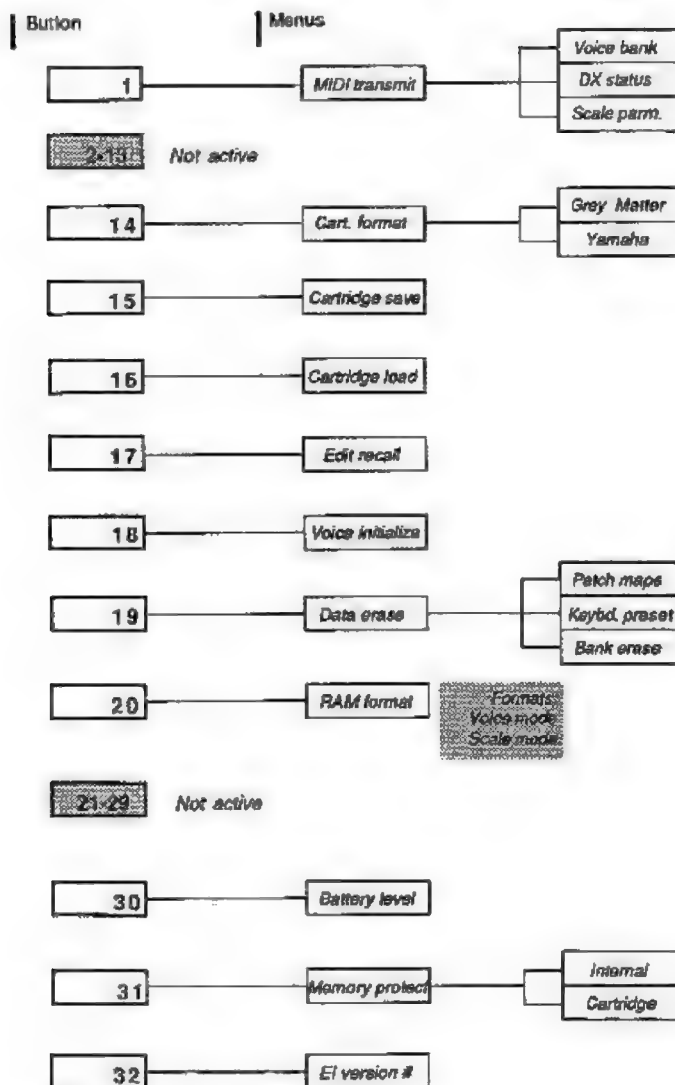 Button Menus
Voice bank
1 MIDI transmit DX status
Scale parm.
2-13 Not active
Grey Matter
14 Cart. format
Yamaha
15 Cartridge save
16 Cartridge load
17 Edit recall
18 Voice initialize
Patch maps
19 Data erase Keybd. preset
Bank erase
20 RAM format Formats
Voice mode
Scale mode
21-29 Not active
30 Battery level
Internal
31 Memory protect
Cartridge
32 E! version #